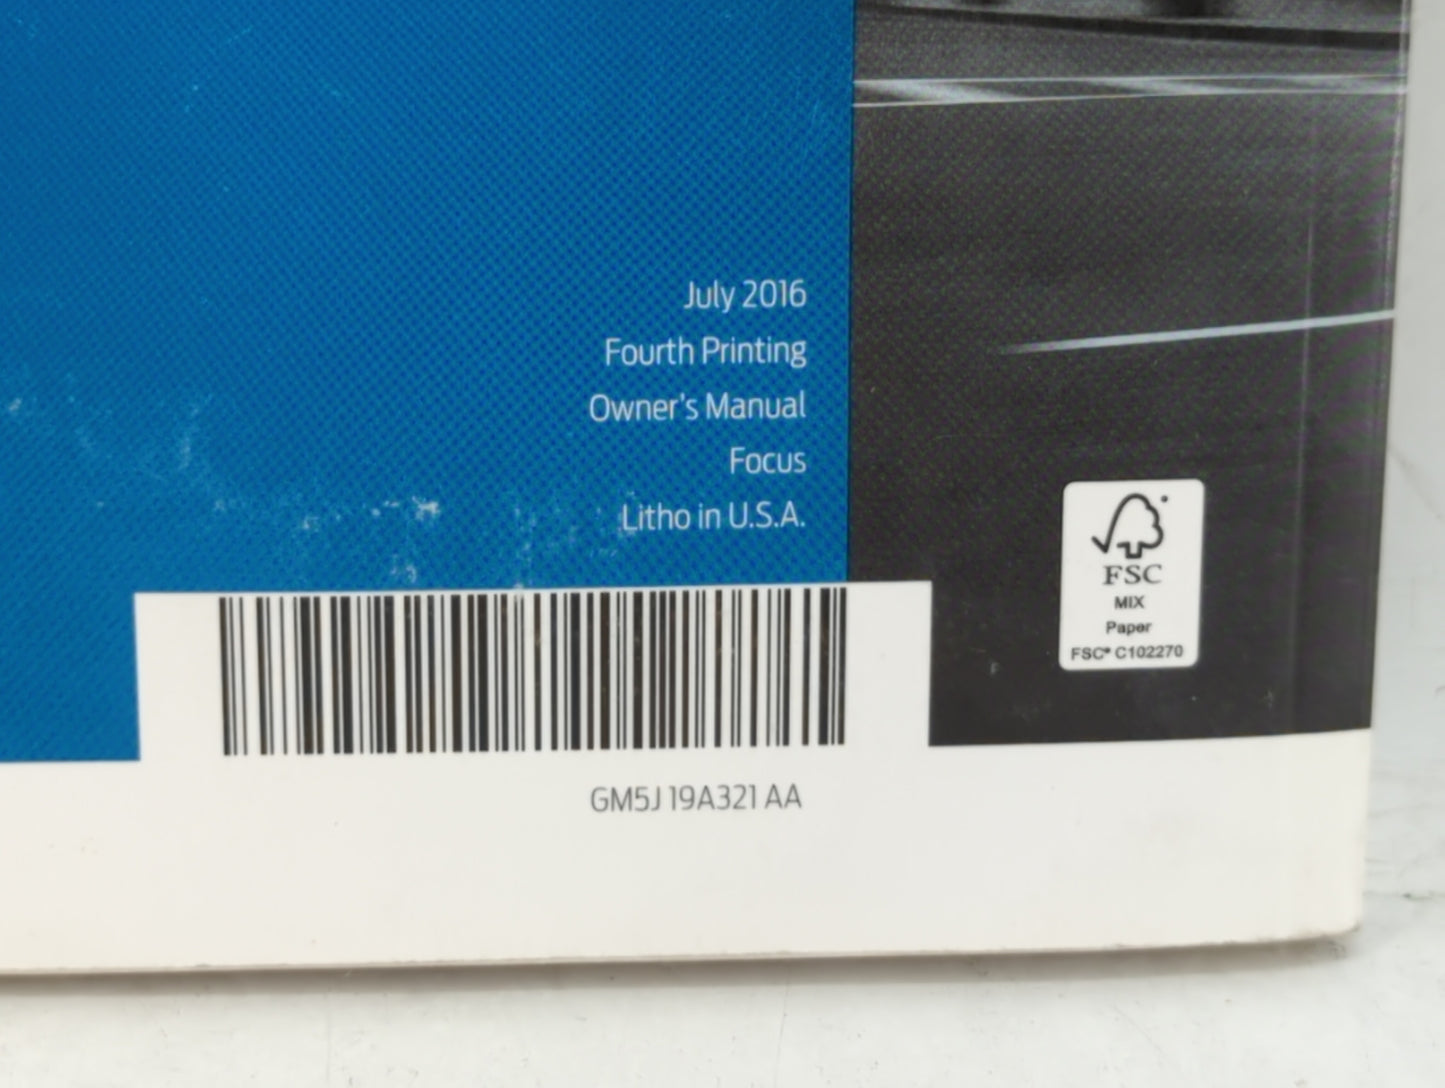 July 2016
Fourth Printing
Owner's Manual
Focus
Litho in U.S.A.
FSC
MIX
Paper
FSC® C102270
GM5J 19A321 AA